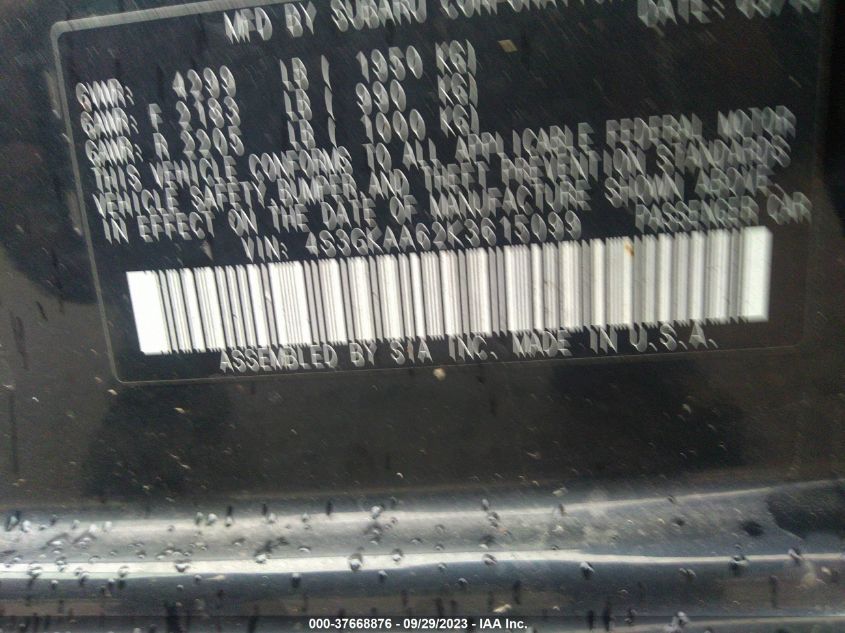 MFD BY SUBARU CORPORATION DATE:
GVWR: 4299 LB / 1950 KG)
GAWR: F 2183 LB / 990 KG)
GAWR: R 2205 LB / 1000 KG)
THIS VEHICLE CONFORMS TO ALL APPLICABLE FEDERAL MOTOR
VEHICLE SAFETY, BUMPER, AND THEFT PREVENTION STANDARDS
IN EFFECT ON THE DATE OF MANUFACTURE SHOWN ABOVE.
VIN: 4S3GKAA62K3615099 PASSENGER CAR
ASSEMBLED BY SIA INC. MADE IN U.S.A.
000-37668876 - 09/29/2023 - IAA Inc.